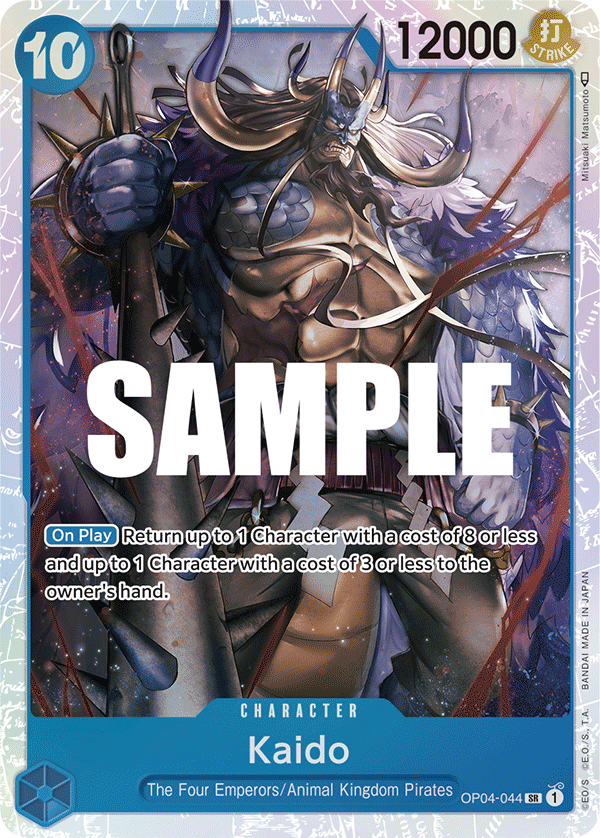 10
12000
打
STRIKE
Mitsuaki Matsumoto
SAMPLE
On Play Return up to 1 Character with a cost of 8 or less
and up to 1 Character with a cost of 3 or less to the
owner's hand.
CHARACTER
Kaido
The Four Emperors/Animal Kingdom Pirates
OP04-044 SR 1
©EO/S ©E.O./S., T.A. BANDAI MADE IN JAPAN